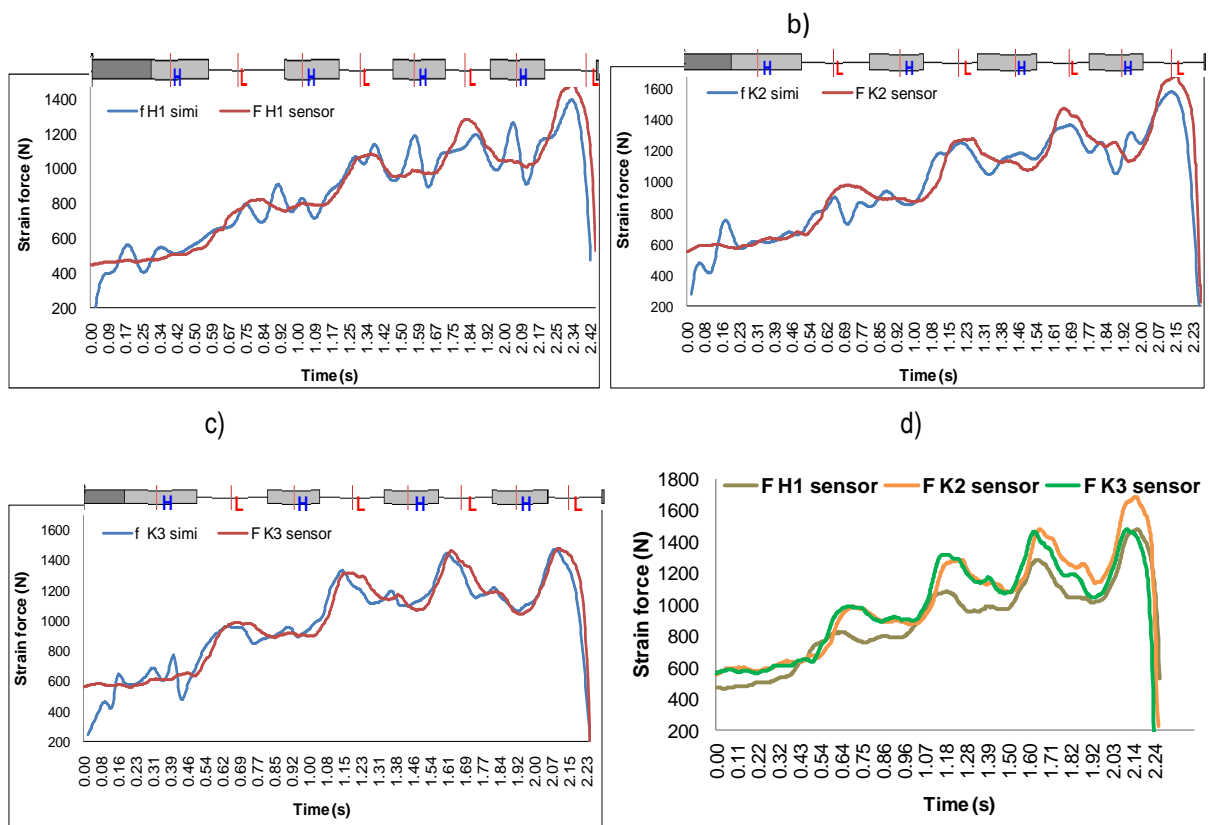 b)
H L H L H L H L
f H1 simi F H1 sensor
Strain force (N)
1400
1200
1000
800
600
400
200
0.00 0.09 0.17 0.25 0.34 0.42 0.50 0.59 0.67 0.75 0.84 0.92 1.00 1.09 1.17 1.25 1.34 1.42 1.50 1.59 1.67 1.75 1.84 1.92 2.00 2.09 2.17 2.25 2.34 2.42
Time (s)
H L H L H L H L
f K2 simi F K2 sensor
Strain force (N)
1600
1400
1200
1000
800
600
400
200
0.00 0.08 0.16 0.23 0.31 0.39 0.46 0.54 0.62 0.69 0.77 0.85 0.92 1.00 1.08 1.15 1.23 1.31 1.39 1.46 1.54 1.62 1.69 1.77 1.84 1.92 2.00 2.07 2.15 2.23
Time (s)
c)
H L H L H L H L
f K3 simi F K3 sensor
Strain force (N)
1600
1400
1200
1000
800
600
400
200
0.00 0.08 0.16 0.23 0.31 0.39 0.46 0.54 0.61 0.69 0.77 0.84 0.92 1.00 1.07 1.15 1.23 1.31 1.38 1.46 1.54 1.61 1.69 1.77 1.84 1.92 2.00 2.07 2.15 2.23
Time (s)
d)
F H1 sensor F K2 sensor F K3 sensor
Strain force (N)
1800
1600
1400
1200
1000
800
600
400
200
0.00 0.11 0.22 0.32 0.43 0.54 0.64 0.75 0.86 0.96 1.07 1.18 1.28 1.39 1.50 1.60 1.71 1.82 1.92 2.03 2.14 2.24
Time (s)